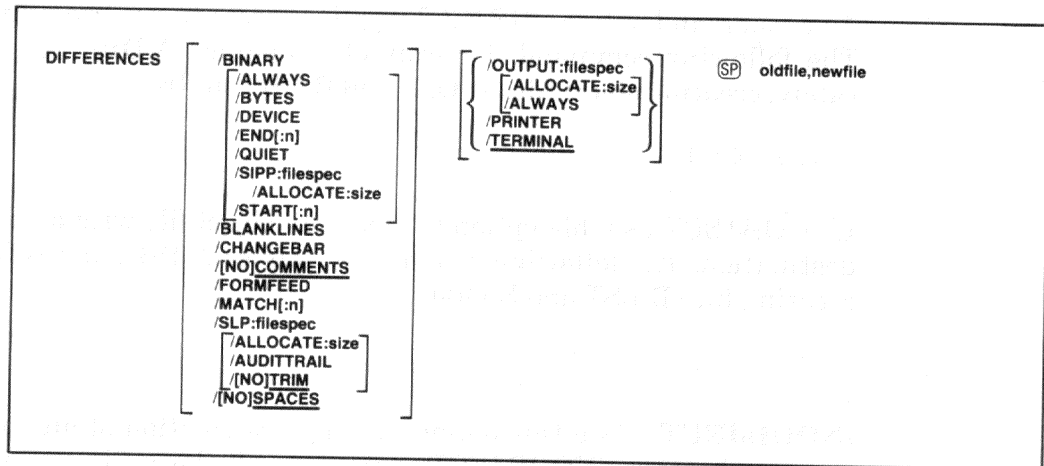 DIFFERENCES
/BINARY
/ALWAYS
/BYTES
/DEVICE
/END[:n]
/QUIET
/SIPP:filespec
/ALLOCATE:size
/START[:n]
/BLANKLINES
/CHANGEBAR
/[NO]COMMENTS
/FORMFEED
/MATCH[:n]
/SLP:filespec
/ALLOCATE:size
/AUDITTRAIL
/[NO]TRIM
/[NO]SPACES
/OUTPUT:filespec
/ALLOCATE:size
/ALWAYS
/PRINTER
/TERMINAL
SP oldfile,newfile